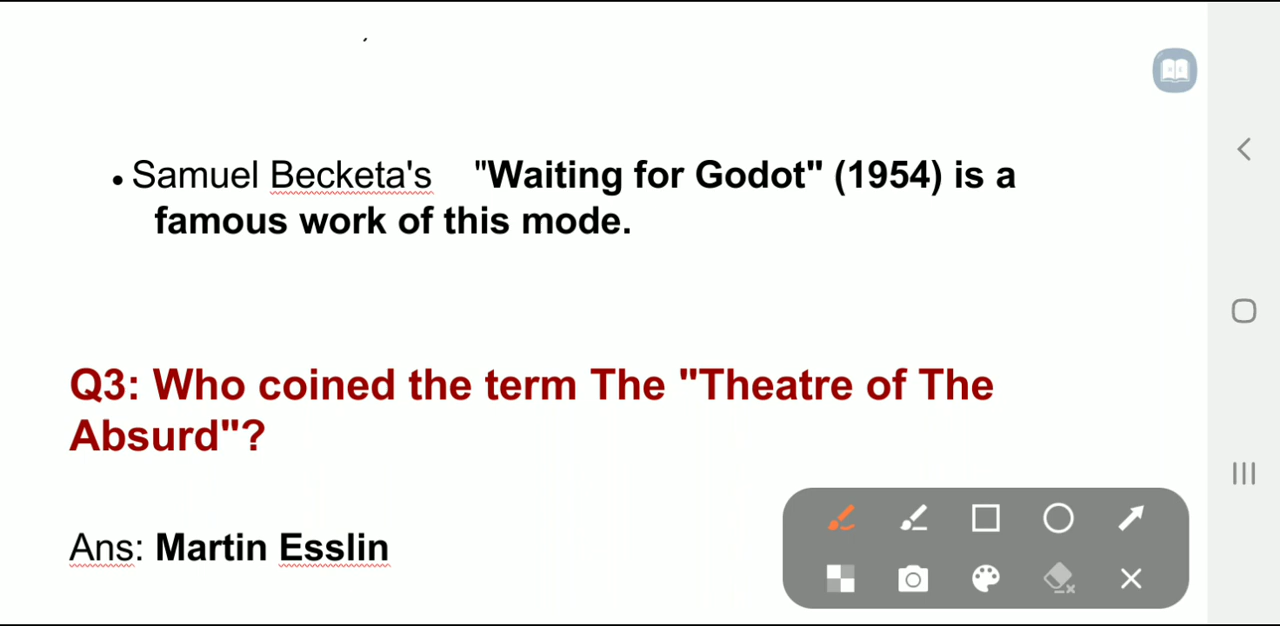 • Samuel Becketa's "Waiting for Godot" (1954) is a
famous work of this mode.
Q3: Who coined the term The "Theatre of The
Absurd"?
Ans: Martin Esslin